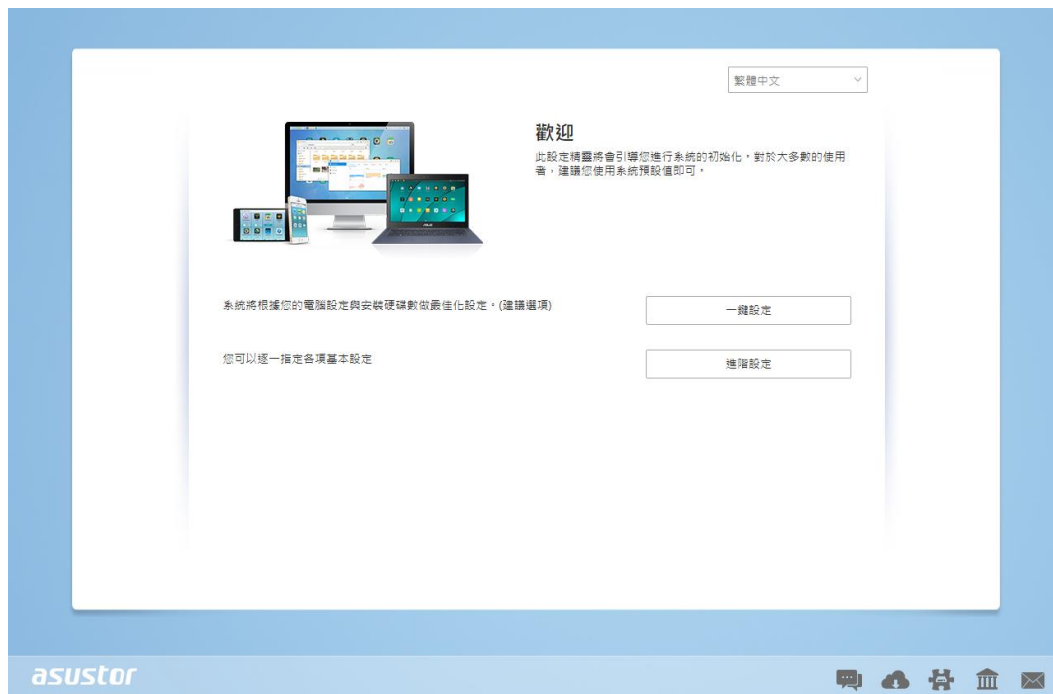 繁體中文
歡迎
此設定精靈將會引導您進行系統的初始化，對於大多數的使用
者，建議您使用系統預設值即可。
系統將根據您的電腦設定與安裝硬碟數做最佳化設定。(建議選項)
一鍵設定
您可以逐一指定各項基本設定
進階設定
asustor